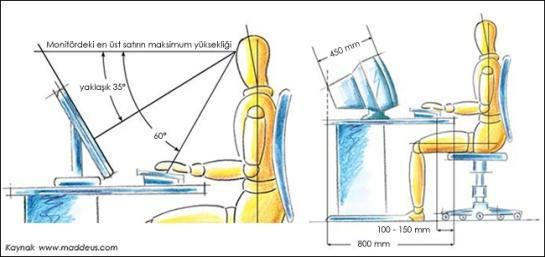 Monitördeki en üst satırın maksimum yüksekliği
yaklaşık 35°
60°
Kaynak www.maddeus.com
450 mm
100 - 150 mm
800 mm